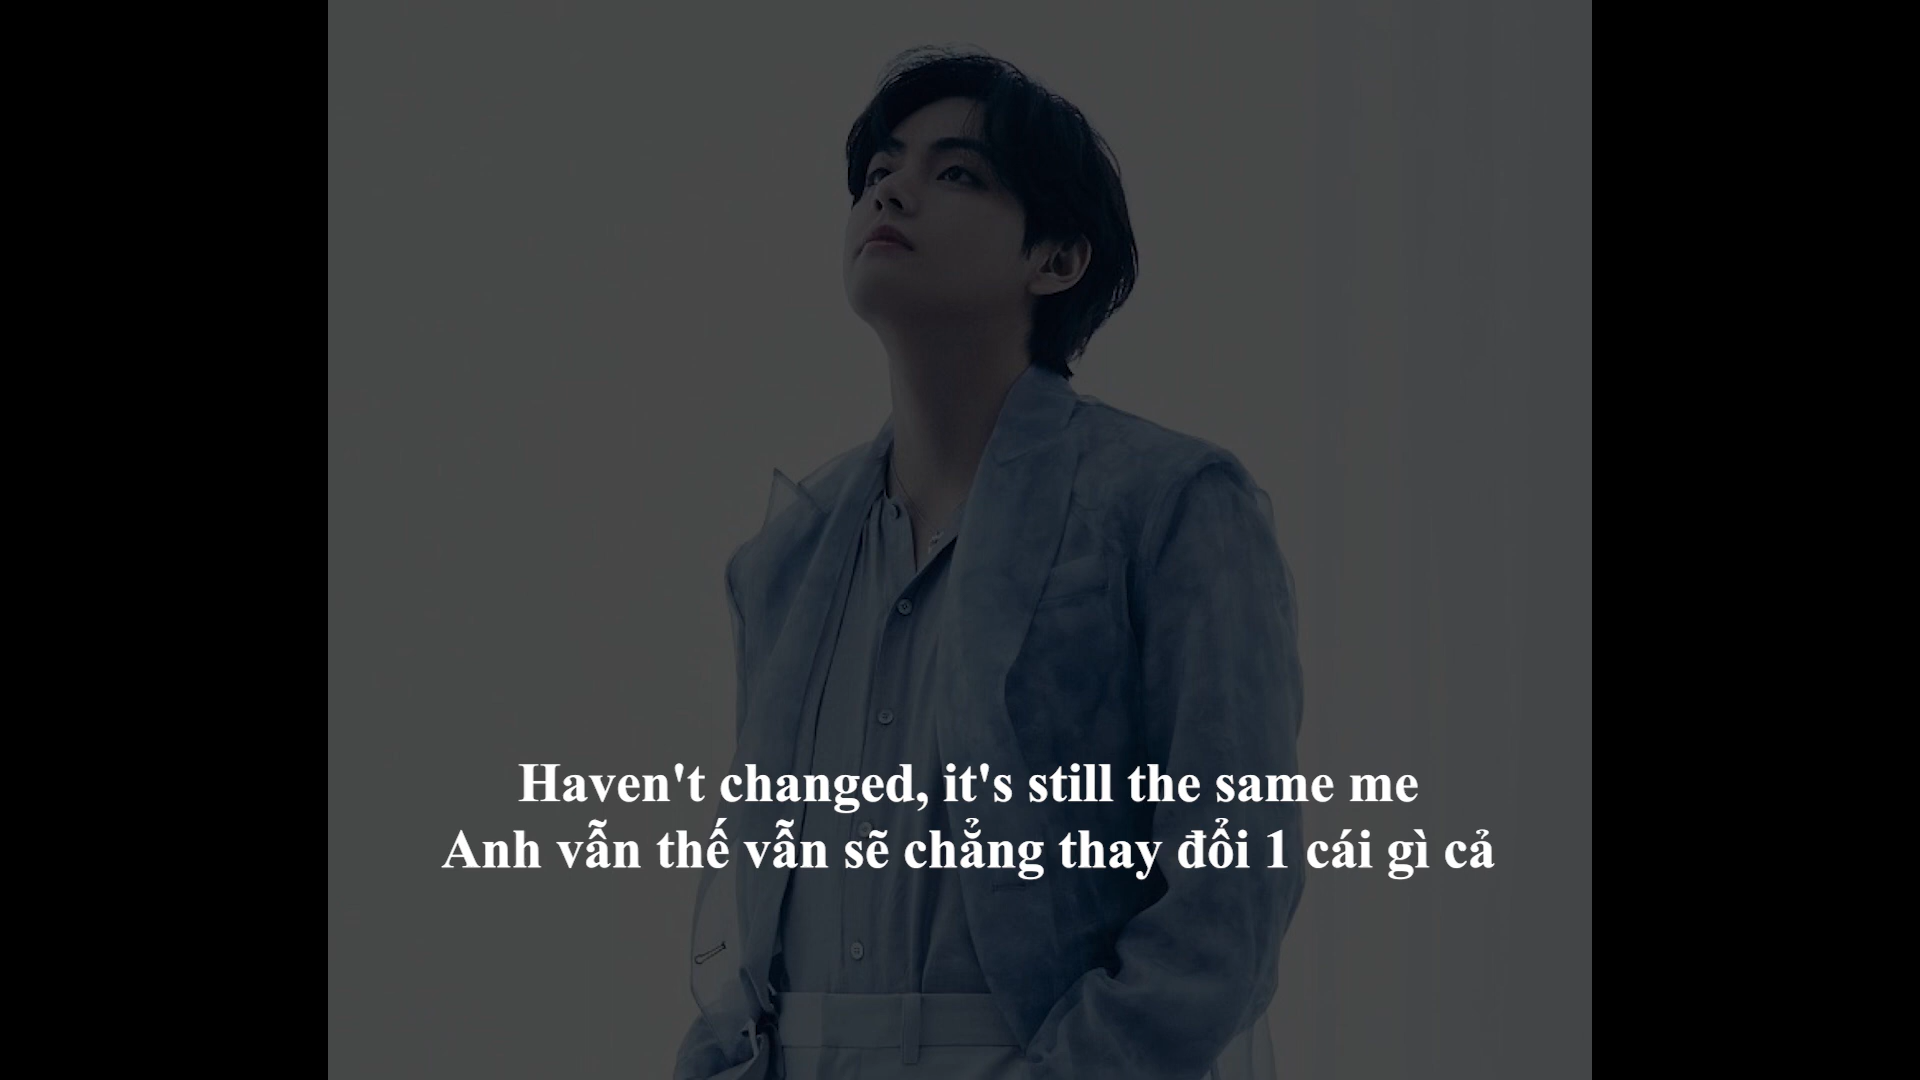 Haven't changed, it's still the same me
Anh vẫn thế vẫn sẽ chẳng thay đổi 1 cái gì cả